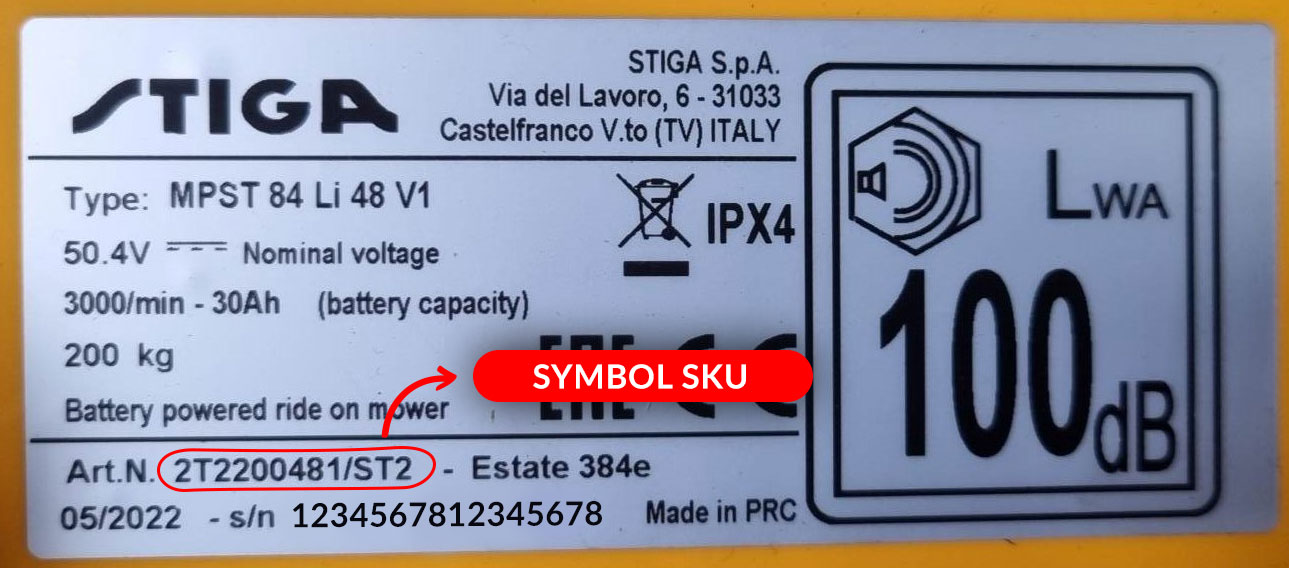 STIGA
STIGA S.p.A.
Via del Lavoro, 6 - 31033
Castelfranco V.to (TV) ITALY
Type: MPST 84 Li 48 V1
IPX4
50.4V Nominal voltage
3000/min - 30Ah (battery capacity)
200 kg
SYMBOL SKU
Battery powered ride on mower
Art.N. 2T2200481/ST2 - Estate 384e
05/2022 - s/n 1234567812345678
Made in PRC
LWA
100dB